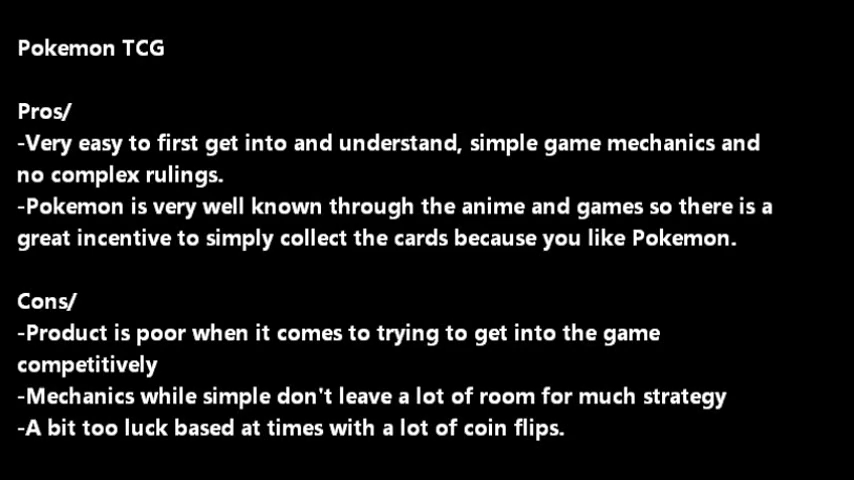 Pokemon TCG
Pros/
-Very easy to first get into and understand, simple game mechanics and
no complex rulings.
-Pokemon is very well known through the anime and games so there is a
great incentive to simply collect the cards because you like Pokemon.
Cons/
-Product is poor when it comes to trying to get into the game
competitively
-Mechanics while simple don't leave a lot of room for much strategy
-A bit too luck based at times with a lot of coin flips.